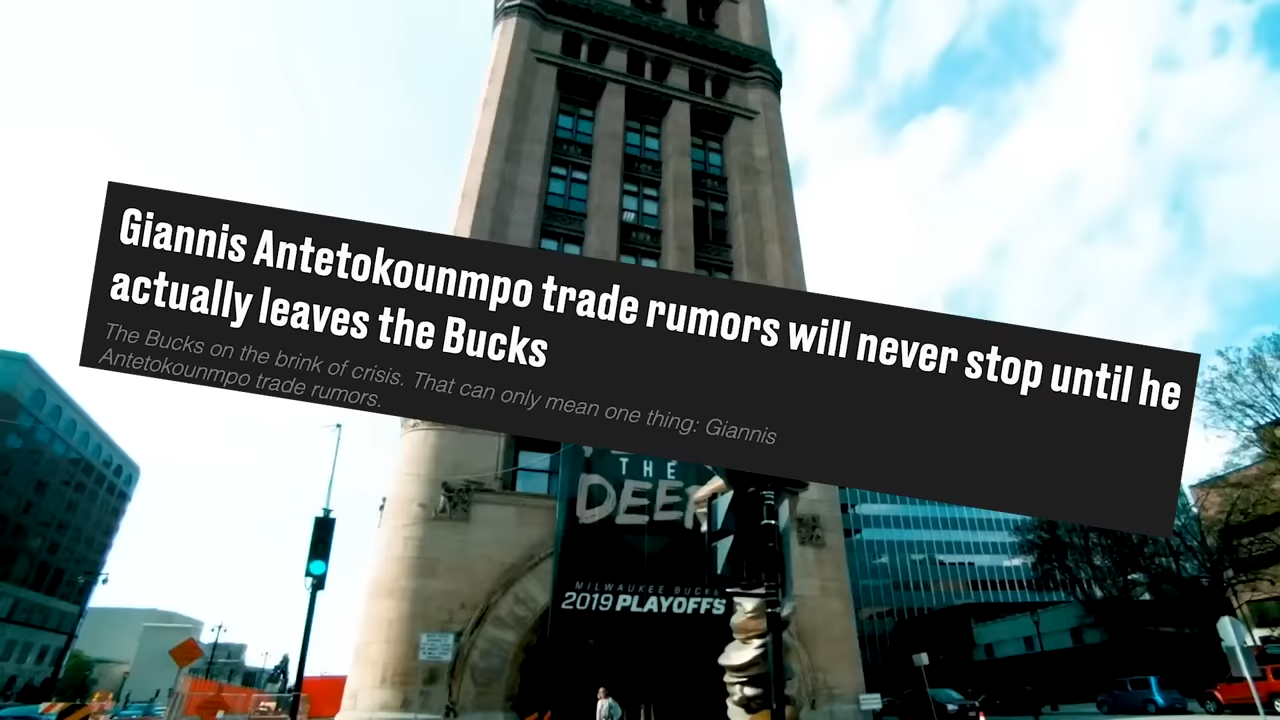 Giannis Antetokounmpo trade rumors will never stop until he
actually leaves the Bucks
The Bucks on the brink of crisis. That can only mean one thing: Giannis
Antetokounmpo trade rumors.
THE
DEER
MILWAUKEE BUCKS
2019 PLAYOFFS